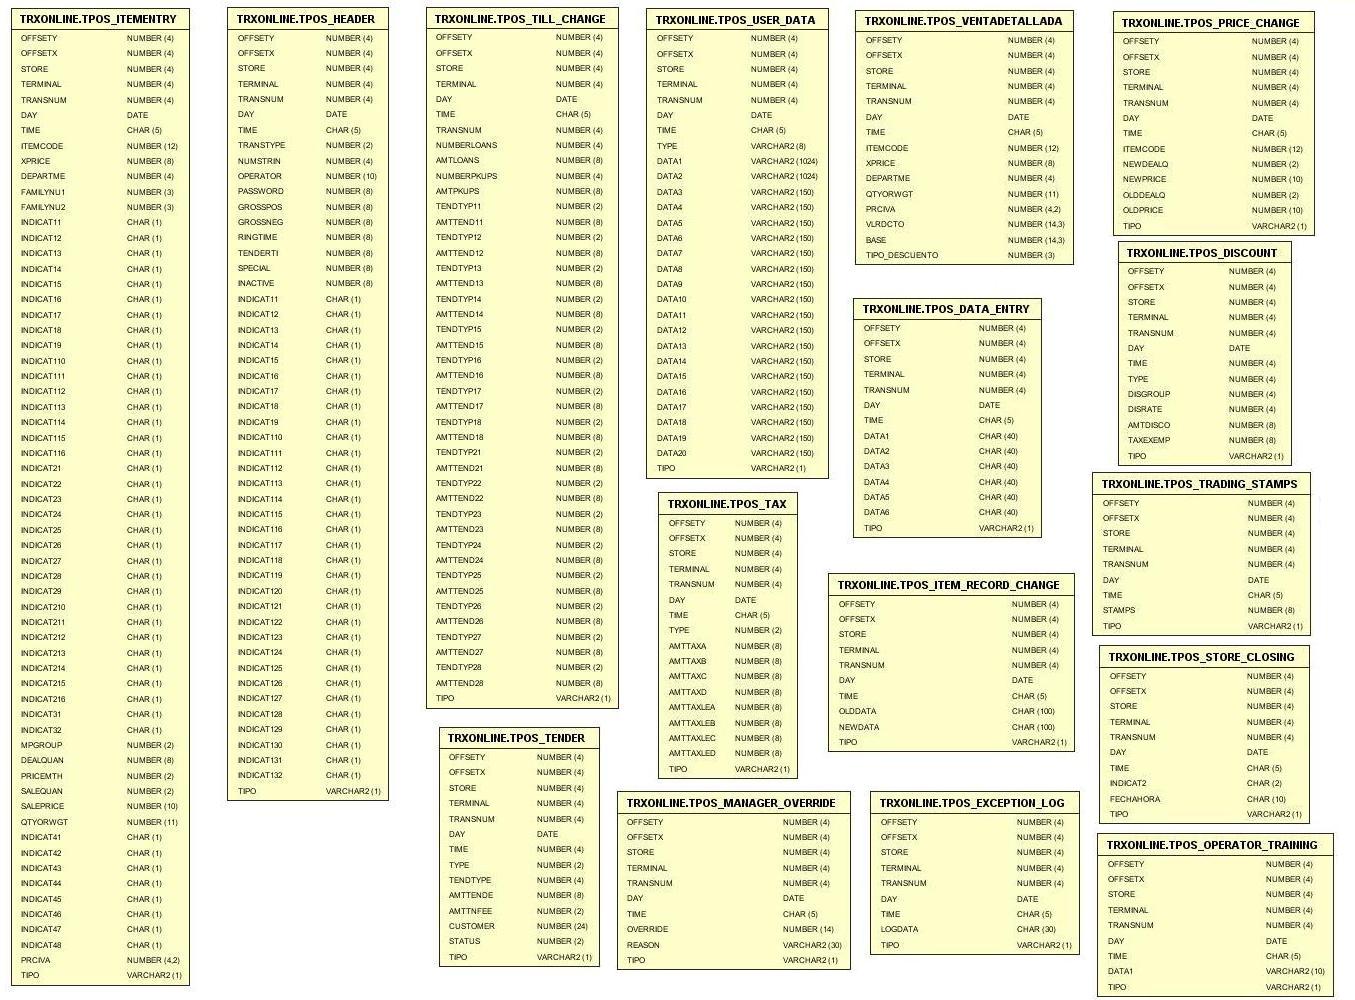 TRXONLINE.TPOS_ITEMENTRY
OFFSETY NUMBER (4)
OFFSETX NUMBER (4)
STORE NUMBER (4)
TERMINAL NUMBER (4)
TRANSNUM NUMBER (4)
DAY DATE
TIME CHAR (5)
ITEMCODE NUMBER (12)
XPRICE NUMBER (8)
DEPARTME NUMBER (4)
FAMILYNU1 NUMBER (3)
FAMILYNU2 NUMBER (3)
INDICAT11 CHAR (1)
INDICAT12 CHAR (1)
INDICAT13 CHAR (1)
INDICAT14 CHAR (1)
INDICAT15 CHAR (1)
INDICAT16 CHAR (1)
INDICAT17 CHAR (1)
INDICAT18 CHAR (1)
INDICAT19 CHAR (1)
INDICAT110 CHAR (1)
INDICAT111 CHAR (1)
INDICAT112 CHAR (1)
INDICAT113 CHAR (1)
INDICAT114 CHAR (1)
INDICAT115 CHAR (1)
INDICAT116 CHAR (1)
INDICAT21 CHAR (1)
INDICAT22 CHAR (1)
INDICAT23 CHAR (1)
INDICAT24 CHAR (1)
INDICAT25 CHAR (1)
INDICAT26 CHAR (1)
INDICAT27 CHAR (1)
INDICAT28 CHAR (1)
INDICAT29 CHAR (1)
INDICAT210 CHAR (1)
INDICAT211 CHAR (1)
INDICAT212 CHAR (1)
INDICAT213 CHAR (1)
INDICAT214 CHAR (1)
INDICAT215 CHAR (1)
INDICAT216 CHAR (1)
INDICAT31 CHAR (1)
INDICAT32 CHAR (1)
MPGROUP NUMBER (2)
DEALQUAN NUMBER (8)
PRICEMTH NUMBER (2)
SALEQUAN NUMBER (2)
SALEPRICE NUMBER (10)
QTYORWGT NUMBER (11)
INDICAT41 CHAR (1)
INDICAT42 CHAR (1)
INDICAT43 CHAR (1)
INDICAT44 CHAR (1)
INDICAT45 CHAR (1)
INDICAT46 CHAR (1)
INDICAT47 CHAR (1)
INDICAT48 CHAR (1)
PRCIVA NUMBER (4,2)
TIPO VARCHAR2 (1)
TRXONLINE.TPOS_HEADER
OFFSETY NUMBER (4)
OFFSETX NUMBER (4)
STORE NUMBER (4)
TERMINAL NUMBER (4)
TRANSNUM NUMBER (4)
DAY DATE
TIME CHAR (5)
TRANSTYPE NUMBER (2)
NUMSTRIN NUMBER (4)
OPERATOR NUMBER (10)
PASSWORD NUMBER (8)
GROSSPOS NUMBER (8)
GROSSNEG NUMBER (8)
RINGTIME NUMBER (8)
TENDERTI NUMBER (8)
SPECIAL NUMBER (8)
INACTIVE NUMBER (8)
INDICAT11 CHAR (1)
INDICAT12 CHAR (1)
INDICAT13 CHAR (1)
INDICAT14 CHAR (1)
INDICAT15 CHAR (1)
INDICAT16 CHAR (1)
INDICAT17 CHAR (1)
INDICAT18 CHAR (1)
INDICAT19 CHAR (1)
INDICAT110 CHAR (1)
INDICAT111 CHAR (1)
INDICAT112 CHAR (1)
INDICAT113 CHAR (1)
INDICAT114 CHAR (1)
INDICAT115 CHAR (1)
INDICAT116 CHAR (1)
INDICAT117 CHAR (1)
INDICAT118 CHAR (1)
INDICAT119 CHAR (1)
INDICAT120 CHAR (1)
INDICAT121 CHAR (1)
INDICAT122 CHAR (1)
INDICAT123 CHAR (1)
INDICAT124 CHAR (1)
INDICAT125 CHAR (1)
INDICAT126 CHAR (1)
INDICAT127 CHAR (1)
INDICAT128 CHAR (1)
INDICAT129 CHAR (1)
INDICAT130 CHAR (1)
INDICAT131 CHAR (1)
INDICAT132 CHAR (1)
TIPO VARCHAR2 (1)
TRXONLINE.TPOS_TILL_CHANGE
OFFSETY NUMBER (4)
OFFSETX NUMBER (4)
STORE NUMBER (4)
TERMINAL NUMBER (4)
DAY DATE
TIME CHAR (5)
TRANSNUM NUMBER (4)
NUMBERLOANS NUMBER (4)
AMTLOANS NUMBER (8)
NUMBERPKUPS NUMBER (4)
AMTPKUPS NUMBER (8)
TENDTYP11 NUMBER (2)
AMTTEND11 NUMBER (8)
TENDTYP12 NUMBER (2)
AMTTEND12 NUMBER (8)
TENDTYP13 NUMBER (2)
AMTTEND13 NUMBER (8)
TENDTYP14 NUMBER (2)
AMTTEND14 NUMBER (8)
TENDTYP15 NUMBER (2)
AMTTEND15 NUMBER (8)
TENDTYP16 NUMBER (2)
AMTTEND16 NUMBER (8)
TENDTYP17 NUMBER (2)
AMTTEND17 NUMBER (8)
TENDTYP18 NUMBER (2)
AMTTEND18 NUMBER (8)
TENDTYP21 NUMBER (2)
AMTTEND21 NUMBER (8)
TENDTYP22 NUMBER (2)
AMTTEND22 NUMBER (8)
TENDTYP23 NUMBER (2)
AMTTEND23 NUMBER (8)
TENDTYP24 NUMBER (2)
AMTTEND24 NUMBER (8)
TENDTYP25 NUMBER (2)
AMTTEND25 NUMBER (8)
TENDTYP26 NUMBER (2)
AMTTEND26 NUMBER (8)
TENDTYP27 NUMBER (2)
AMTTEND27 NUMBER (8)
TENDTYP28 NUMBER (2)
AMTTEND28 NUMBER (8)
TIPO VARCHAR2 (1)
TRXONLINE.TPOS_TENDER
OFFSETY NUMBER (4)
OFFSETX NUMBER (4)
STORE NUMBER (4)
TERMINAL NUMBER (4)
TRANSNUM NUMBER (4)
DAY DATE
TIME NUMBER (4)
TYPE NUMBER (2)
TENDTYPE NUMBER (4)
AMTTENDE NUMBER (8)
AMTTNFEE NUMBER (2)
CUSTOMER NUMBER (24)
STATUS NUMBER (2)
TIPO VARCHAR2 (1)
TRXONLINE.TPOS_USER_DATA
OFFSETY NUMBER (4)
OFFSETX NUMBER (4)
STORE NUMBER (4)
TERMINAL NUMBER (4)
TRANSNUM NUMBER (4)
DAY DATE
TIME CHAR (5)
TYPE VARCHAR2 (8)
DATA1 VARCHAR2 (1024)
DATA2 VARCHAR2 (1024)
DATA3 VARCHAR2 (150)
DATA4 VARCHAR2 (150)
DATA5 VARCHAR2 (150)
DATA6 VARCHAR2 (150)
DATA7 VARCHAR2 (150)
DATA8 VARCHAR2 (150)
DATA9 VARCHAR2 (150)
DATA10 VARCHAR2 (150)
DATA11 VARCHAR2 (150)
DATA12 VARCHAR2 (150)
DATA13 VARCHAR2 (150)
DATA14 VARCHAR2 (150)
DATA15 VARCHAR2 (150)
DATA16 VARCHAR2 (150)
DATA17 VARCHAR2 (150)
DATA18 VARCHAR2 (150)
DATA19 VARCHAR2 (150)
DATA20 VARCHAR2 (150)
TIPO VARCHAR2 (1)
TRXONLINE.TPOS_TAX
OFFSETY NUMBER (4)
OFFSETX NUMBER (4)
STORE NUMBER (4)
TERMINAL NUMBER (4)
TRANSNUM NUMBER (4)
DAY DATE
TIME CHAR (5)
TYPE NUMBER (2)
AMTTAXA NUMBER (8)
AMTTAXB NUMBER (8)
AMTTAXC NUMBER (8)
AMTTAXD NUMBER (8)
AMTTAXLEA NUMBER (8)
AMTTAXLEB NUMBER (8)
AMTTAXLEC NUMBER (8)
AMTTAXLED NUMBER (8)
TIPO VARCHAR2 (1)
TRXONLINE.TPOS_MANAGER_OVERRIDE
OFFSETY NUMBER (4)
OFFSETX NUMBER (4)
STORE NUMBER (4)
TERMINAL NUMBER (4)
TRANSNUM NUMBER (4)
DAY DATE
TIME CHAR (5)
OVERRIDE NUMBER (14)
REASON VARCHAR2 (30)
TIPO VARCHAR2 (1)
TRXONLINE.TPOS_VENTADETALLADA
OFFSETY NUMBER (4)
OFFSETX NUMBER (4)
STORE NUMBER (4)
TERMINAL NUMBER (4)
TRANSNUM NUMBER (4)
DAY DATE
TIME CHAR (5)
ITEMCODE NUMBER (12)
XPRICE NUMBER (8)
DEPARTME NUMBER (4)
QTYORWGT NUMBER (11)
PRCIVA NUMBER (4,2)
VLRDCTO NUMBER (14,3)
BASE NUMBER (14,3)
TIPO_DESCUENTO NUMBER (3)
TRXONLINE.TPOS_DATA_ENTRY
OFFSETY NUMBER (4)
OFFSETX NUMBER (4)
STORE NUMBER (4)
TERMINAL NUMBER (4)
TRANSNUM NUMBER (4)
DAY DATE
TIME CHAR (5)
DATA1 CHAR (40)
DATA2 CHAR (40)
DATA3 CHAR (40)
DATA4 CHAR (40)
DATA5 CHAR (40)
DATA6 CHAR (40)
TIPO VARCHAR2 (1)
TRXONLINE.TPOS_ITEM_RECORD_CHANGE
OFFSETY NUMBER (4)
OFFSETX NUMBER (4)
STORE NUMBER (4)
TERMINAL NUMBER (4)
TRANSNUM NUMBER (4)
DAY DATE
TIME CHAR (5)
OLDDATA CHAR (100)
NEWDATA CHAR (100)
TIPO VARCHAR2 (1)
TRXONLINE.TPOS_EXCEPTION_LOG
OFFSETY NUMBER (4)
OFFSETX NUMBER (4)
STORE NUMBER (4)
TERMINAL NUMBER (4)
TRANSNUM NUMBER (4)
DAY DATE
TIME CHAR (5)
LOGDATA CHAR (30)
TIPO VARCHAR2 (1)
TRXONLINE.TPOS_PRICE_CHANGE
OFFSETY NUMBER (4)
OFFSETX NUMBER (4)
STORE NUMBER (4)
TERMINAL NUMBER (4)
TRANSNUM NUMBER (4)
DAY DATE
TIME CHAR (5)
ITEMCODE NUMBER (12)
NEWDEALQ NUMBER (2)
NEWPRICE NUMBER (10)
OLDDEALQ NUMBER (2)
OLDPRICE NUMBER (10)
TIPO VARCHAR2 (1)
TRXONLINE.TPOS_DISCOUNT
OFFSETY NUMBER (4)
OFFSETX NUMBER (4)
STORE NUMBER (4)
TERMINAL NUMBER (4)
TRANSNUM NUMBER (4)
DAY DATE
TIME NUMBER (4)
TYPE NUMBER (4)
DISGROUP NUMBER (4)
DISRATE NUMBER (4)
AMTDISCO NUMBER (8)
TAXEXEMP NUMBER (8)
TIPO VARCHAR2 (1)
TRXONLINE.TPOS_TRADING_STAMPS
OFFSETY NUMBER (4)
OFFSETX NUMBER (4)
STORE NUMBER (4)
TERMINAL NUMBER (4)
TRANSNUM NUMBER (4)
DAY DATE
TIME CHAR (5)
STAMPS NUMBER (8)
TIPO VARCHAR2 (1)
TRXONLINE.TPOS_STORE_CLOSING
OFFSETY NUMBER (4)
OFFSETX NUMBER (4)
STORE NUMBER (4)
TERMINAL NUMBER (4)
TRANSNUM NUMBER (4)
DAY DATE
TIME CHAR (5)
INDICAT2 CHAR (2)
FECHAHORA CHAR (10)
TIPO VARCHAR2 (1)
TRXONLINE.TPOS_OPERATOR_TRAINING
OFFSETY NUMBER (4)
OFFSETX NUMBER (4)
STORE NUMBER (4)
TERMINAL NUMBER (4)
TRANSNUM NUMBER (4)
DAY DATE
TIME CHAR (5)
DATA1 VARCHAR2 (10)
TIPO VARCHAR2 (1)